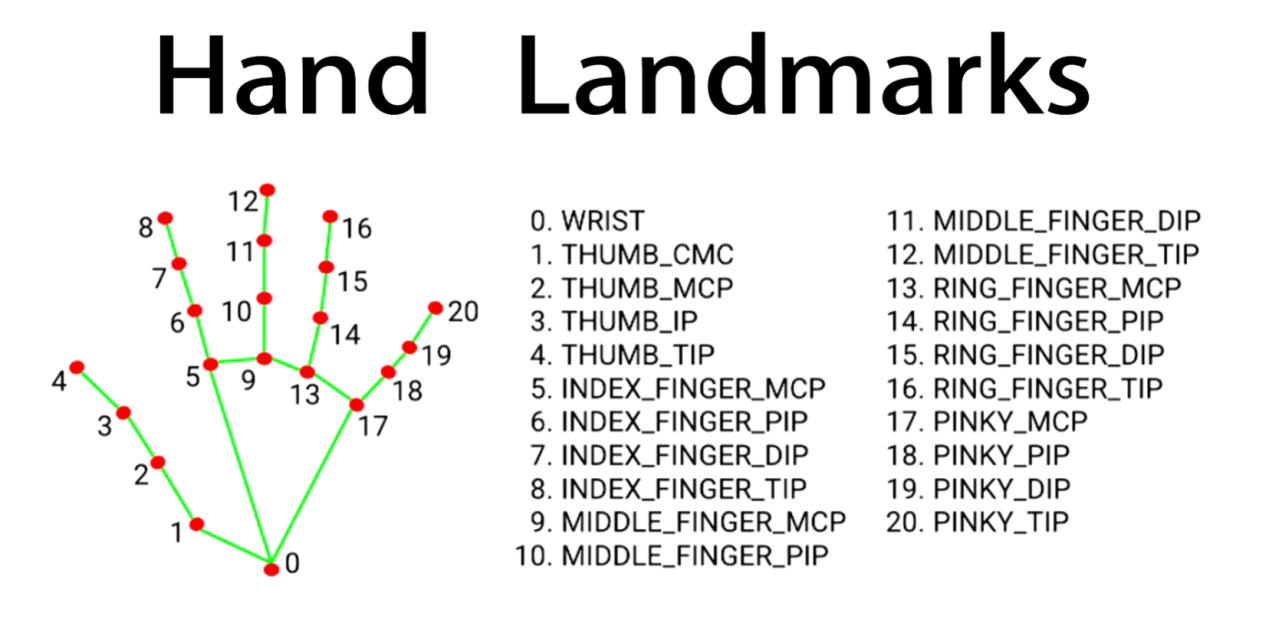 Hand Landmarks
12
8
16
11
7
15
10
20
6
14
19
4
5
9
13
18
3
17
2
1
0
0. WRIST
1. THUMB_CMC
2. THUMB_MCP
3. THUMB_IP
4. THUMB_TIP
5. INDEX_FINGER_MCP
6. INDEX_FINGER_PIP
7. INDEX_FINGER_DIP
8. INDEX_FINGER_TIP
9. MIDDLE_FINGER_MCP
10. MIDDLE_FINGER_PIP
11. MIDDLE_FINGER_DIP
12. MIDDLE_FINGER_TIP
13. RING_FINGER_MCP
14. RING_FINGER_PIP
15. RING_FINGER_DIP
16. RING_FINGER_TIP
17. PINKY_MCP
18. PINKY_PIP
19. PINKY_DIP
20. PINKY_TIP